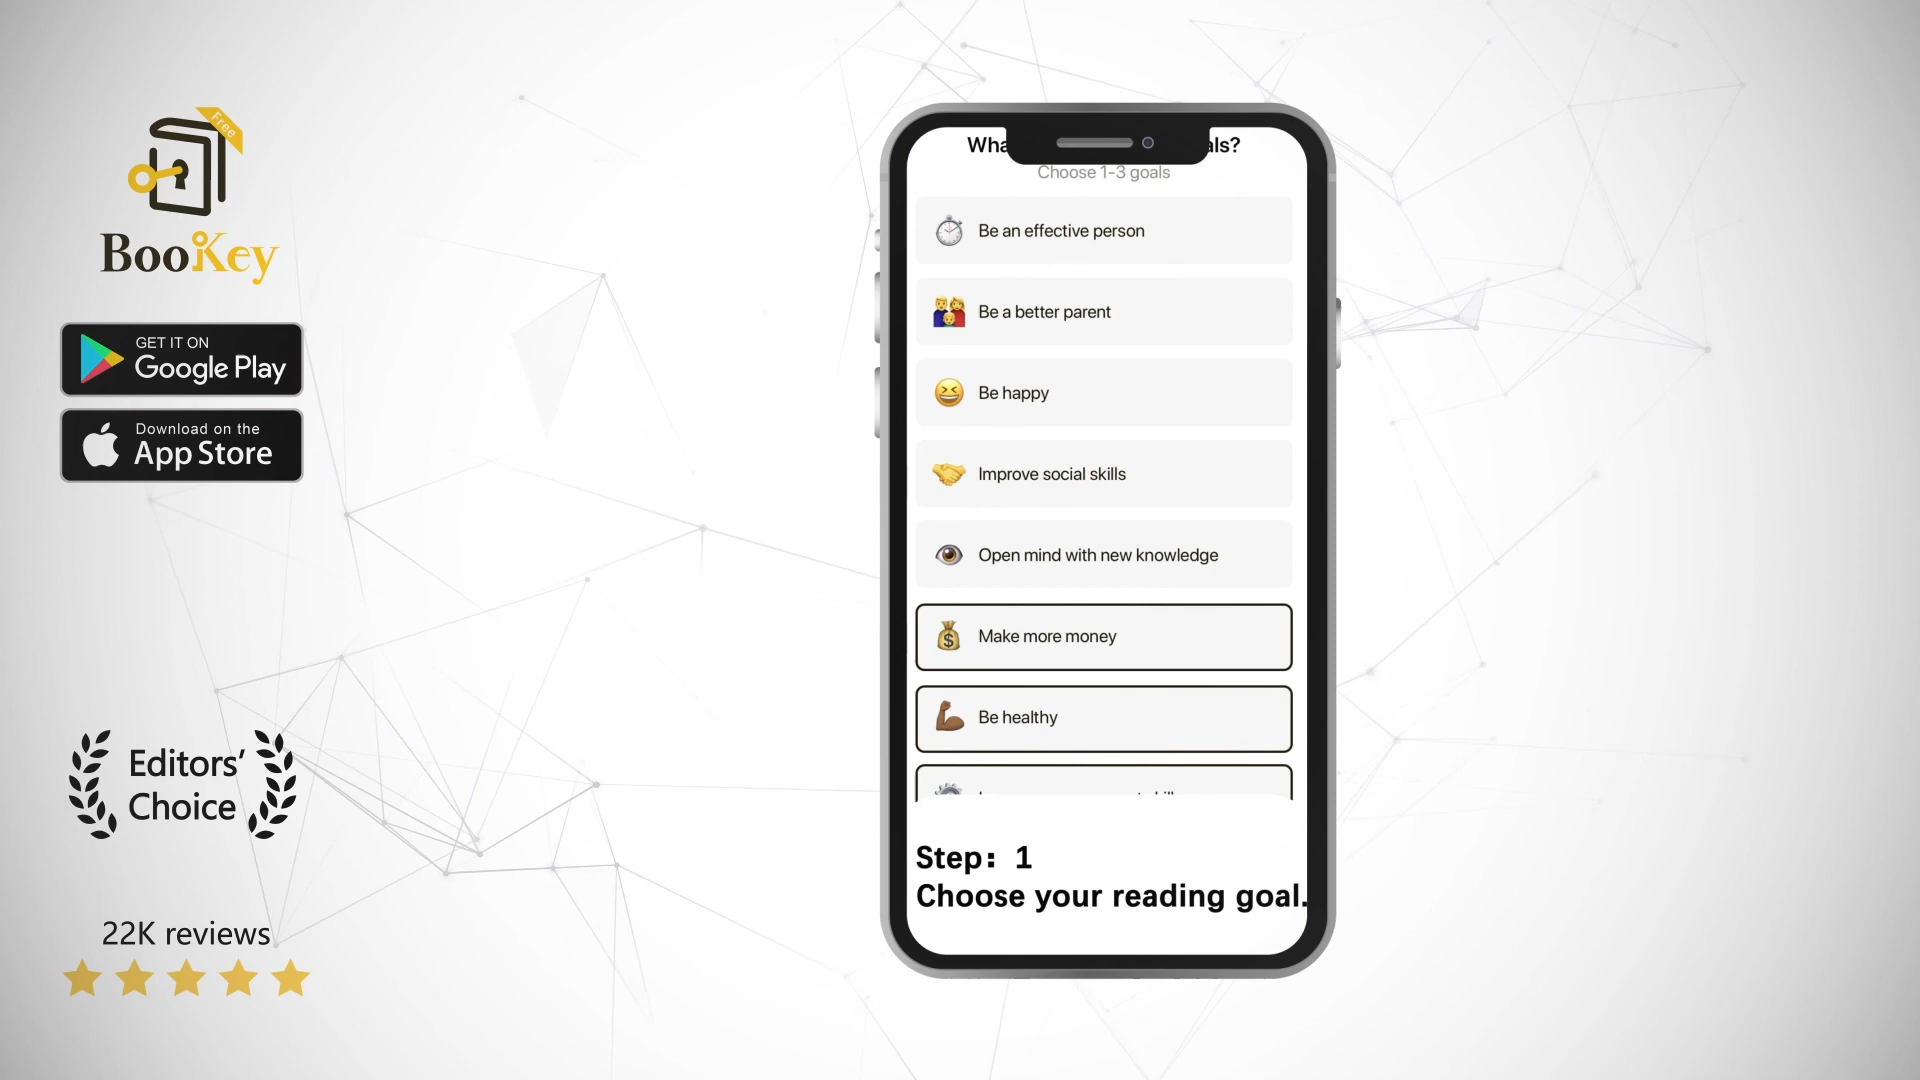 Free
BooKey
GET IT ON
Google Play
Download on the
App Store
Editors’
Choice
22K reviews
Choose 1-3 goals
Be an effective person
Be a better parent
Be happy
Improve social skills
Open mind with new knowledge
Make more money
Be healthy
Step: 1
Choose your reading goal.